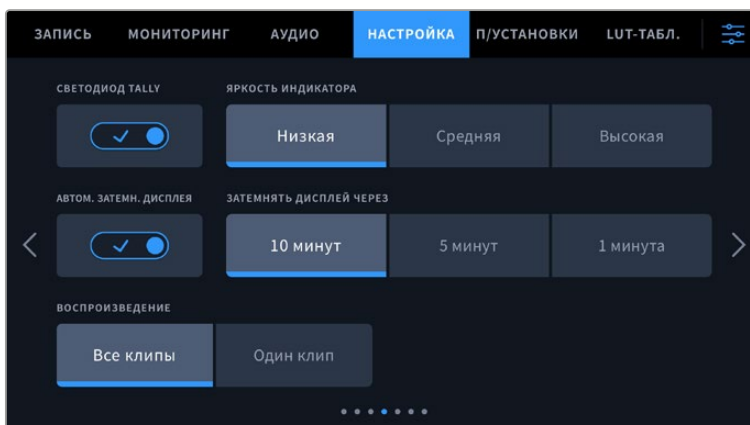 ЗАПИСЬ МОНИТОРИНГ АУДИО НАСТРОЙКА П/УСТАНОВКИ LUT-ТАБЛ.
СВЕТОДИОД TALLY ЯРКОСТЬ ИНДИКАТОРА
Низкая Средняя Высокая
АВТОМ. ЗАТЕМН. ДИСПЛЕЯ ЗАТЕМНЯТЬ ДИСПЛЕЙ ЧЕРЕЗ
10 минут 5 минут 1 минута
ВОСПРОИЗВЕДЕНИЕ
Все клипы Один клип